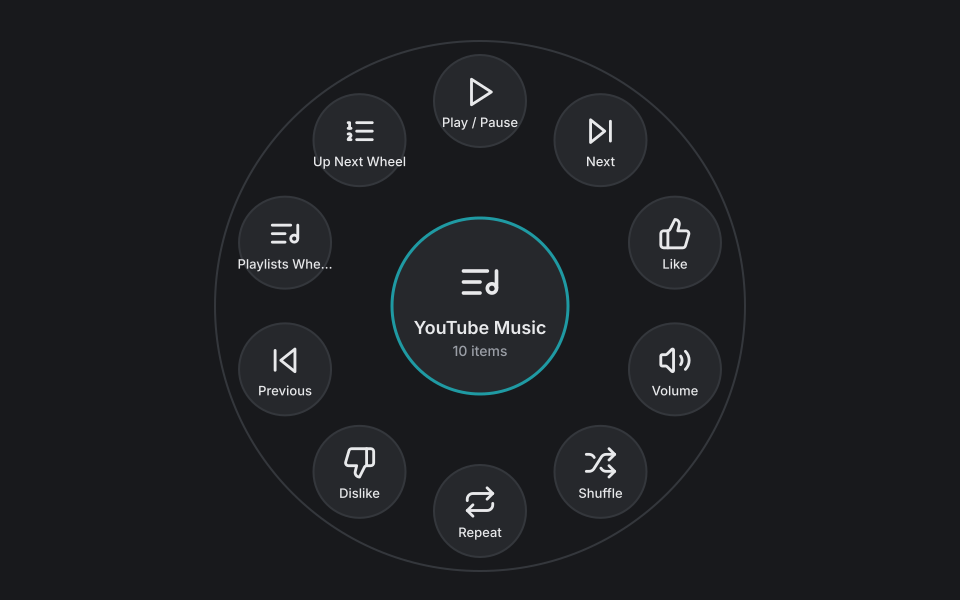 Play / Pause
Next
Like
Volume
Shuffle
Repeat
Dislike
Previous
Playlists Whe...
Up Next Wheel
YouTube Music
10 items